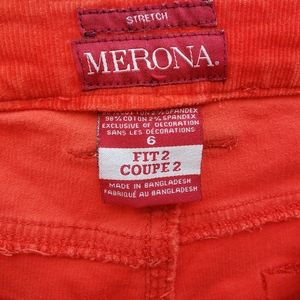 STRETCH
MERONA.
98% COTON 2% SPANDEX
EXCLUSIVE OF DECORATION
SANS LES DÉCORATIONS
6
FIT 2
COUPE 2
MADE IN BANGLADESH
FABRIQUÉ AU BANGLADESH